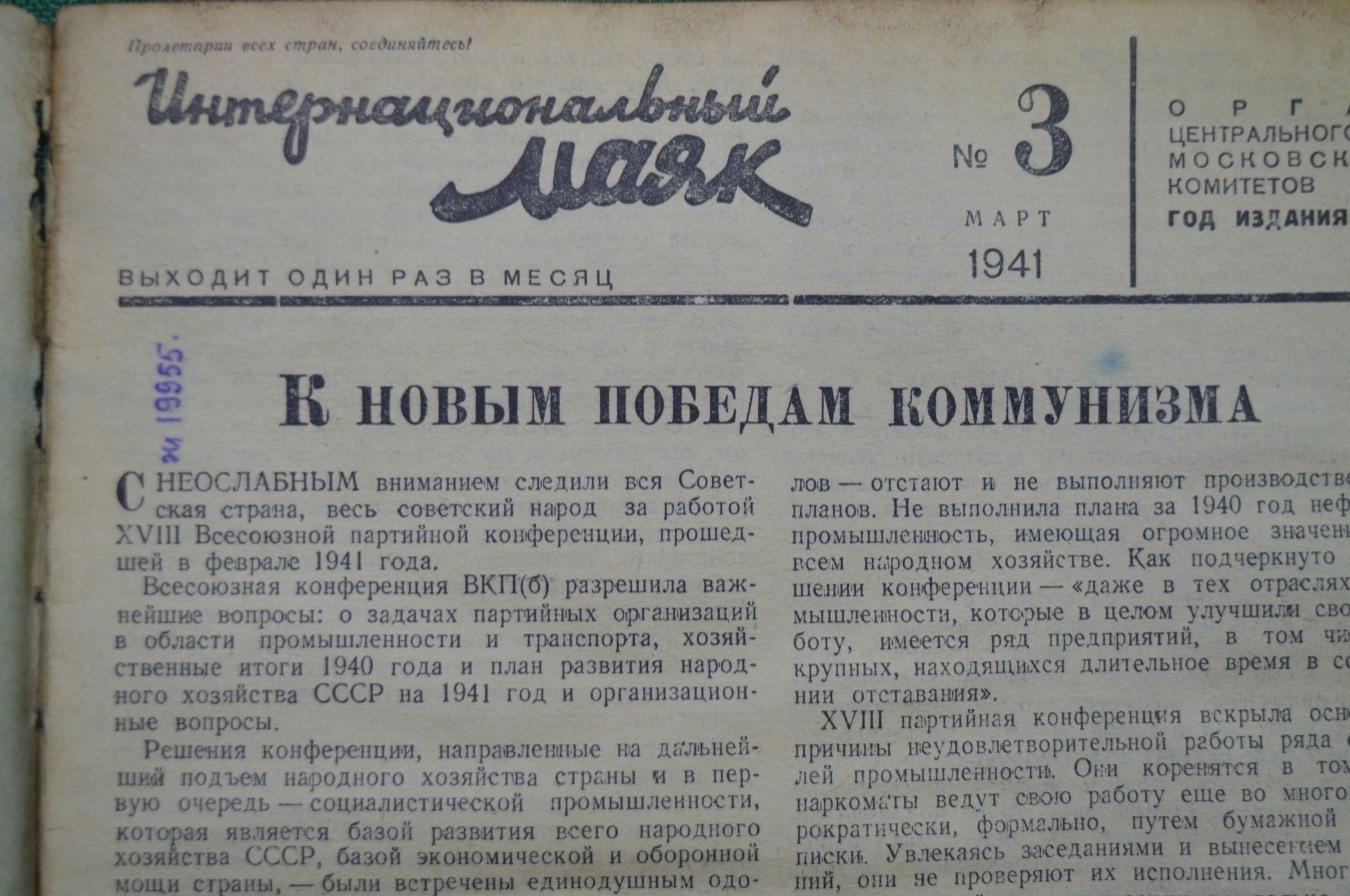 Пролетарии всех стран, соединяйтесь!
Интернациональный
маяк
ВЫХОДИТ ОДИН РАЗ В МЕСЯЦ
№ 3
МАРТ
1941
ОРГА
ЦЕНТРАЛЬНОГО
МОСКОВСК
КОМИТЕТОВ
ГОД ИЗДАНИЯ
ж 19955.
К НОВЫМ ПОБЕДАМ КОММУНИЗМА
С НЕОСЛАБНЫМ вниманием следили вся Совет-
ская страна, весь советский народ за работой
XVIII Всесоюзной партийной конференции, прошед-
шей в феврале 1941 года.
Всесоюзная конференция ВКП(б) разрешила важ-
нейшие вопросы: о задачах партийных организаций
в области промышленности и транспорта, хозяй-
ственные итоги 1940 года и план развития народ-
ного хозяйства СССР на 1941 год и организацион-
ные вопросы.
Решения конференции, направленные на дальней-
ший подъем народного хозяйства страны и в пер-
вую очередь — социалистической промышленности,
которая является базой развития всего народного
хозяйства СССР, базой экономической и оборонной
мощи страны, — были встречены единодушным одо-
лов — отстают и не выполняют производстве
планов. Не выполнила плана за 1940 год неф
промышленность, имеющая огромное значени
всем народном хозяйстве. Как подчеркнуто
шении конференции — «даже в тех отраслях
мышленности, которые в целом улучшили сво
боту, имеется ряд предприятий, в том чи
крупных, находящихся длительное время в со
нии отставания».
XVIII партийная конференция вскрыла осн
причины неудовлетворительной работы ряда
лей промышленности. Они коренятся в том
наркоматы ведут свою работу еще во много
рократически, формально, путем бумажной
писки. Увлекаясь заседаниями и вынесением
ний, они не проверяют их исполнения. Мног